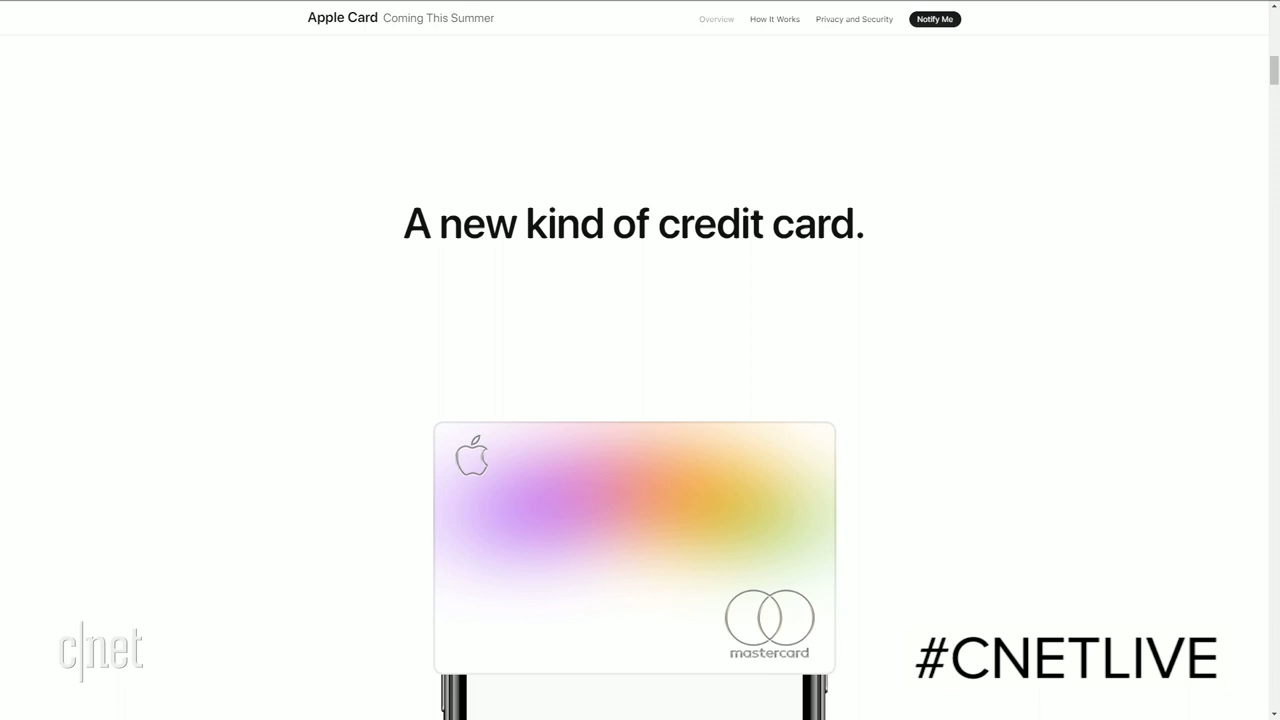 Apple Card Coming This Summer
Overview How It Works Privacy and Security Notify Me
A new kind of credit card.
mastercard
c|net
#CNETLIVE